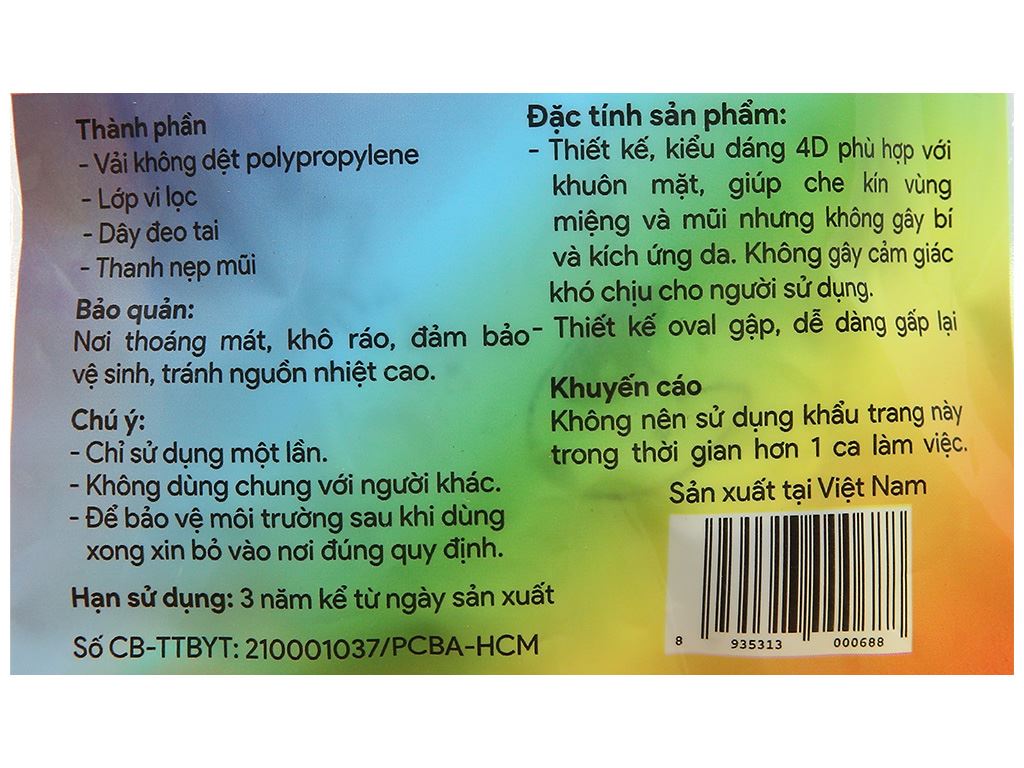 Thành phần
- Vải không dệt polypropylene
- Lớp vi lọc
- Dây đeo tai
- Thanh nẹp mũi
Bảo quản:
Nơi thoáng mát, khô ráo, đảm bảo
vệ sinh, tránh nguồn nhiệt cao.
Chú ý:
- Chỉ sử dụng một lần.
- Không dùng chung với người khác.
- Để bảo vệ môi trường sau khi dùng
xong xin bỏ vào nơi đúng quy định.
Hạn sử dụng: 3 năm kể từ ngày sản xuất
Số CB-TTBYT: 210001037/PCBA-HCM
Đặc tính sản phẩm:
- Thiết kế, kiểu dáng 4D phù hợp với
khuôn mặt, giúp che kín vùng
miệng và mũi nhưng không gây bí
và kích ứng da. Không gây cảm giác
khó chịu cho người sử dụng.
- Thiết kế oval gập, dễ dàng gấp lại
Khuyến cáo
Không nên sử dụng khẩu trang này
trong thời gian hơn 1 ca làm việc.
Sản xuất tại Việt Nam
8 935313 000688